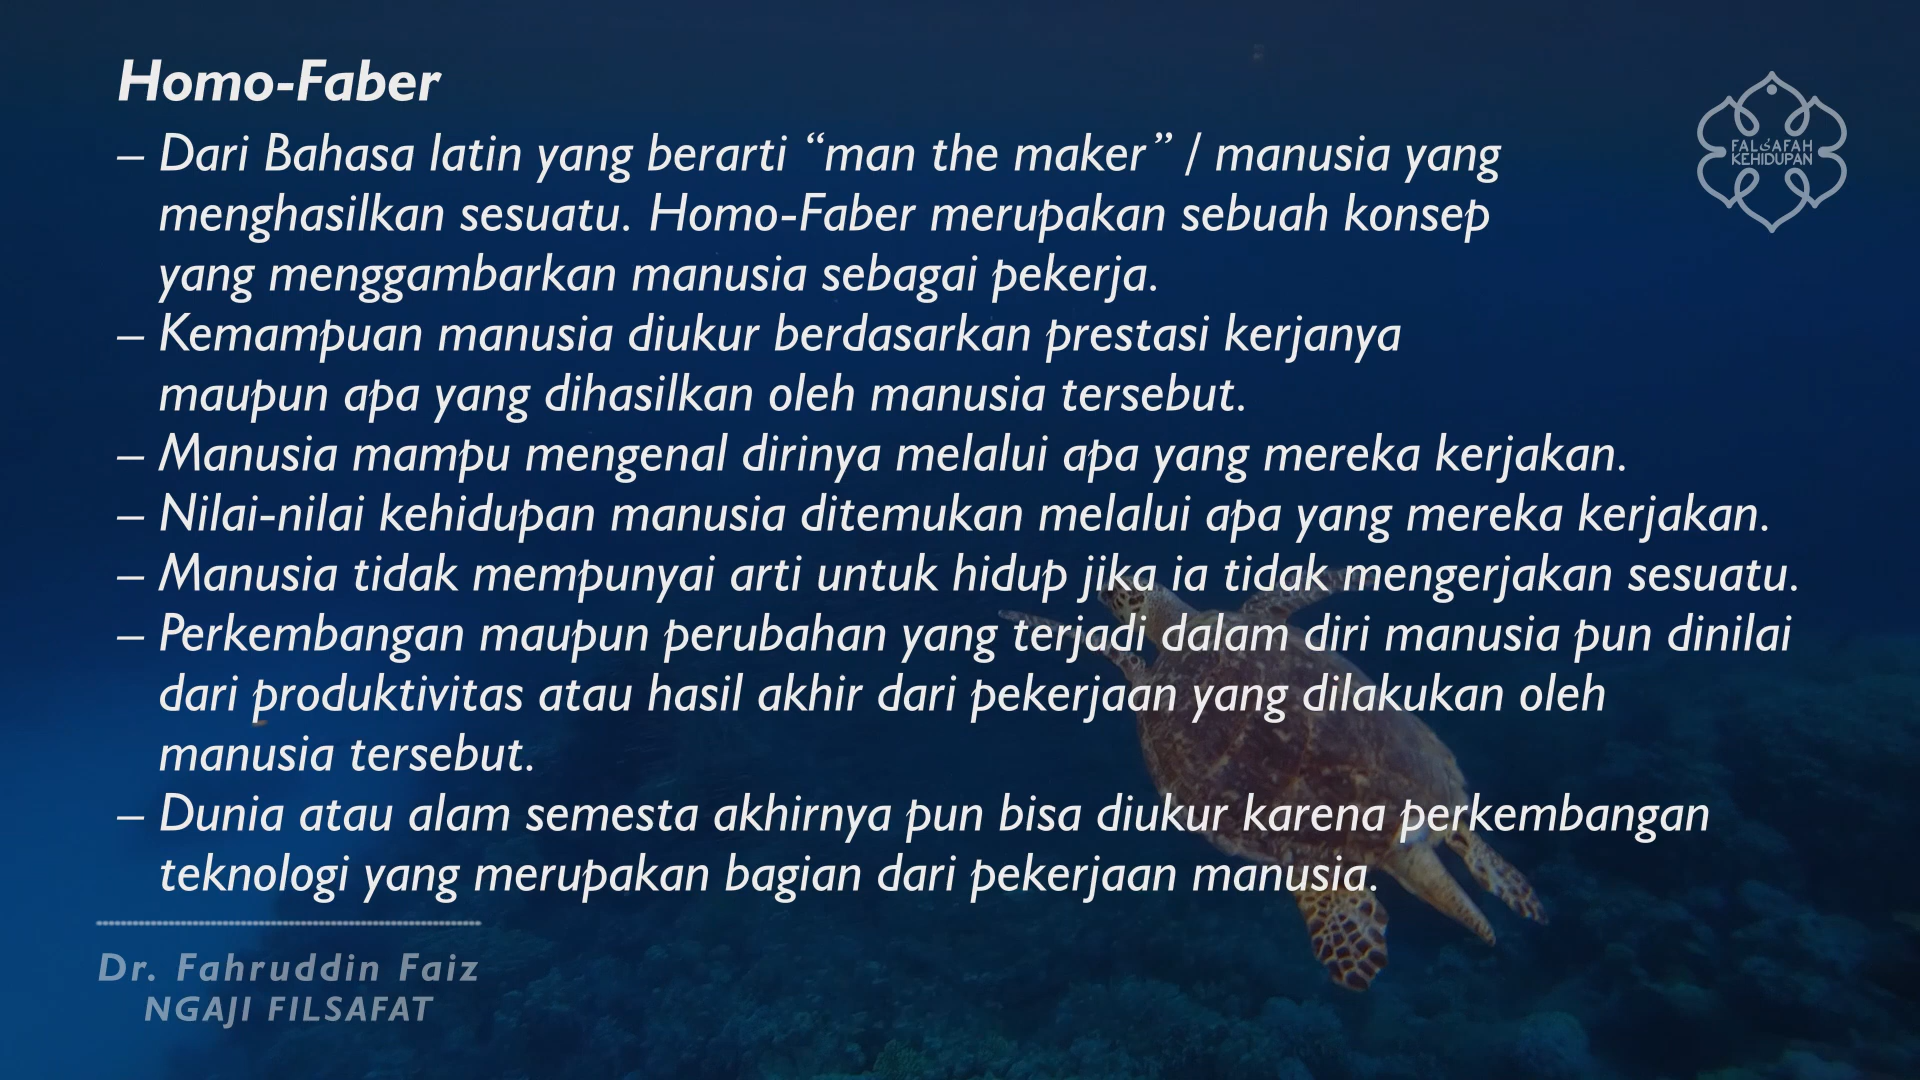 Homo-Faber
FALSAFAH
KEHIDUPAN
– Dari Bahasa latin yang berarti “man the maker” / manusia yang
menghasilkan sesuatu. Homo-Faber merupakan sebuah konsep
yang menggambarkan manusia sebagai pekerja.
– Kemampuan manusia diukur berdasarkan prestasi kerjanya
maupun apa yang dihasilkan oleh manusia tersebut.
– Manusia mampu mengenal dirinya melalui apa yang mereka kerjakan.
– Nilai-nilai kehidupan manusia ditemukan melalui apa yang mereka kerjakan.
– Manusia tidak mempunyai arti untuk hidup jika ia tidak mengerjakan sesuatu.
– Perkembangan maupun perubahan yang terjadi dalam diri manusia pun dinilai
dari produktivitas atau hasil akhir dari pekerjaan yang dilakukan oleh
manusia tersebut.
– Dunia atau alam semesta akhirnya pun bisa diukur karena perkembangan
teknologi yang merupakan bagian dari pekerjaan manusia.
Dr. Fahruddin Faiz
NGAJI FILSAFAT